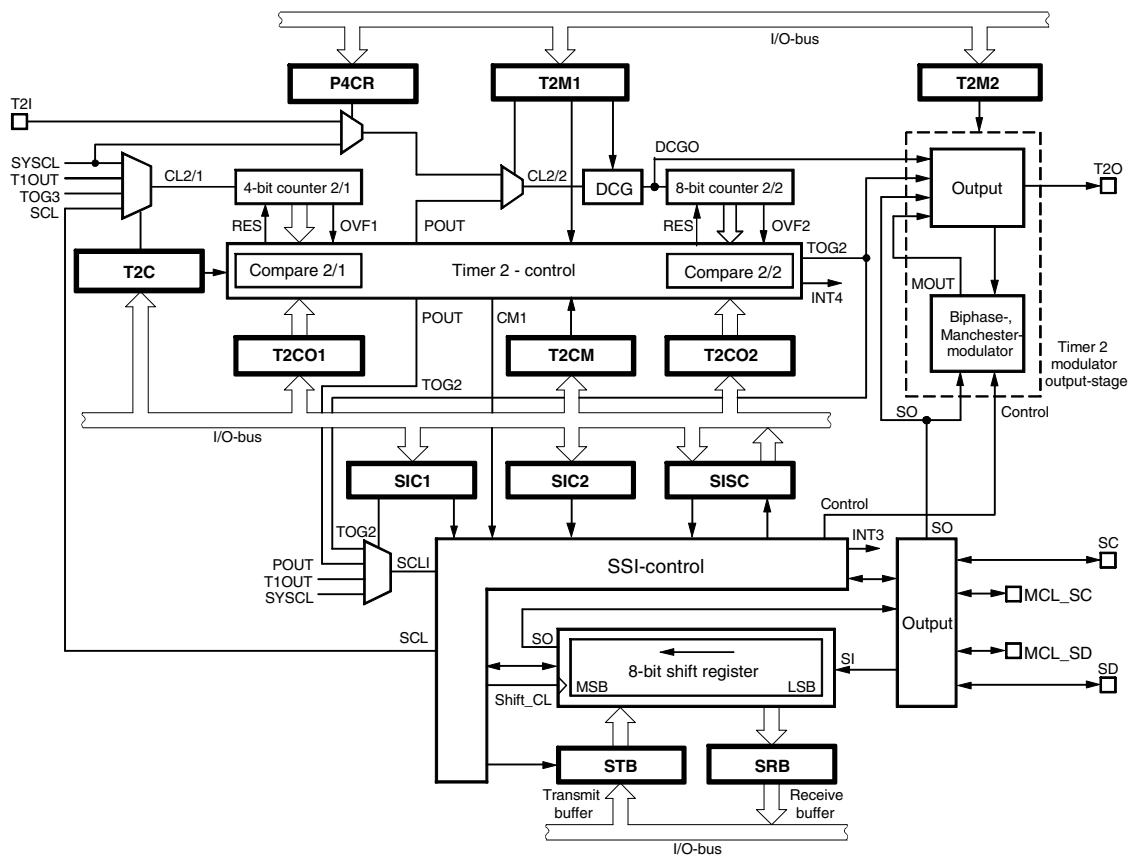 I/O-bus
P4CR
T2M1
T2M2
T2I
DCGO
SYSCL
T1OUT
TOG3
SCL
CL2/1
4-bit counter 2/1
CL2/2
DCG
8-bit counter 2/2
Output
T2O
RES
OVF1
POUT
RES
OVF2
TOG2
T2C
Compare 2/1
Timer 2 - control
Compare 2/2
INT4
MOUT
Biphase-,
Manchester-
modulator
Timer 2
modulator
output-stage
POUT
CM1
T2CO1
T2CM
T2CO2
TOG2
I/O-bus
SO
Control
SIC1
SIC2
SISC
Control
TOG2
INT3
SO
POUT
T1OUT
SYSCL
SCLI
SSI-control
SC
MCL_SC
Output
SCL
SO
8-bit shift register
MSB
LSB
SI
MCL_SD
SD
Shift_CL
STB
SRB
Transmit
buffer
Receive
buffer
I/O-bus